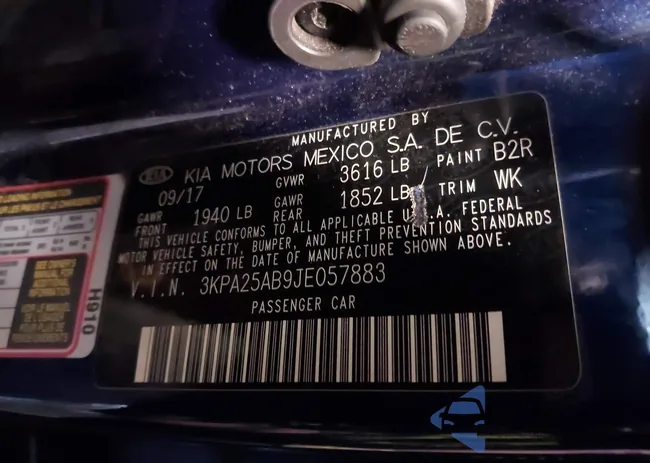 MANUFACTURED BY
KIA KIA MOTORS MEXICO S.A. DE C.V.
09/17 GVWR 3616 LB PAINT B2R
GAWR FRONT 1940 LB GAWR REAR 1852 LB TRIM WK
THIS VEHICLE CONFORMS TO ALL APPLICABLE U.S.A. FEDERAL
MOTOR VEHICLE SAFETY, BUMPER, AND THEFT PREVENTION STANDARDS
IN EFFECT ON THE DATE OF MANUFACTURE SHOWN ABOVE.
V.I.N. 3KPA25AB9JE057883
PASSENGER CAR
H910